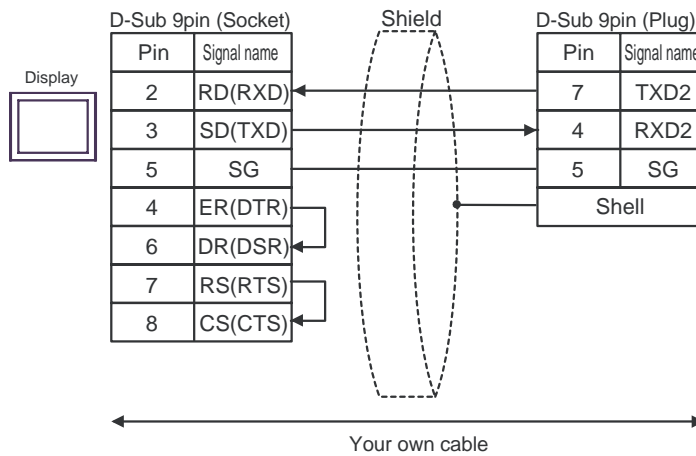 D-Sub 9pin (Socket) Shield D-Sub 9pin (Plug)
Pin Signal name Pin Signal name
Display
2 RD(RXD) 7 TXD2
3 SD(TXD) 4 RXD2
5 SG 5 SG
4 ER(DTR) Shell
6 DR(DSR)
7 RS(RTS)
8 CS(CTS)
Your own cable